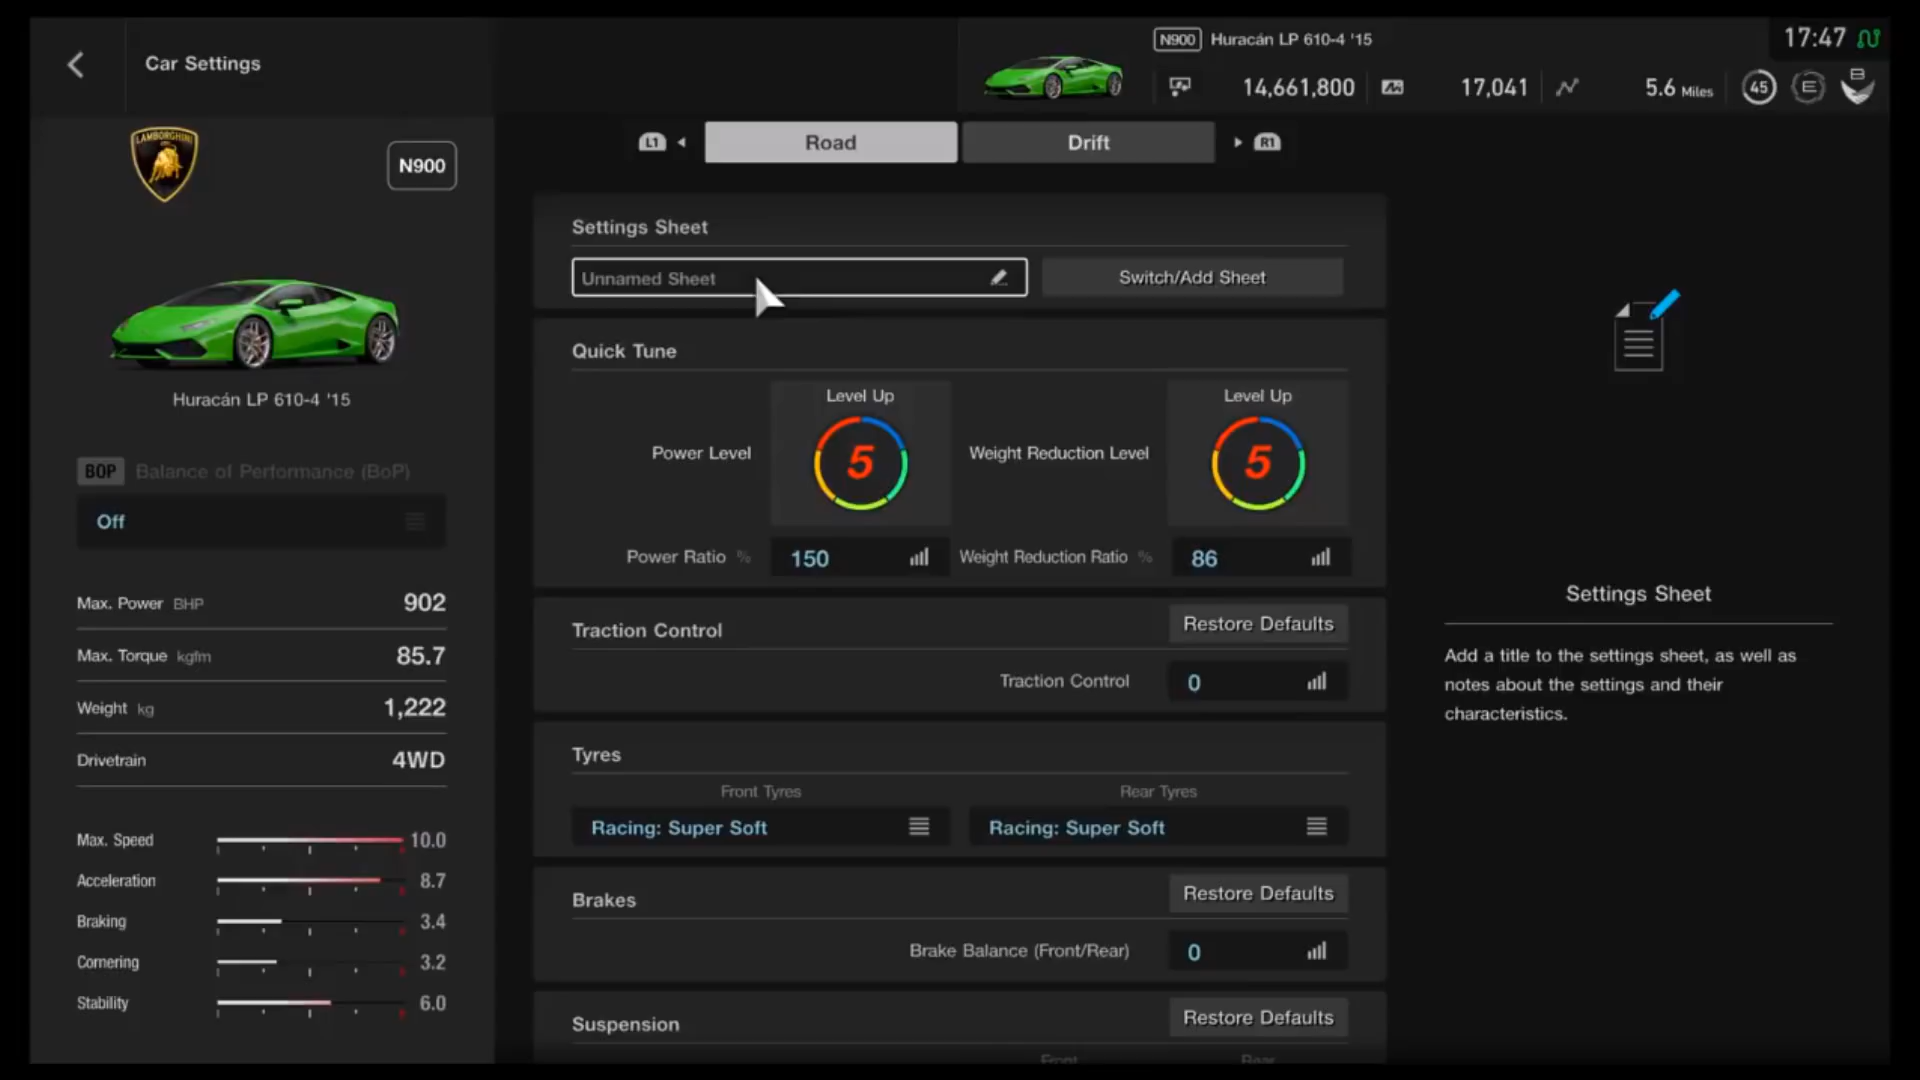 Car Settings
N900 Huracán LP 610-4 '15
17:47
14,661,800 17,041 5.6 Miles 45 E B
LAMBORGHINI
N900
L1 Road Drift R1
Settings Sheet
Unnamed Sheet
Switch/Add Sheet
Quick Tune
Level Up Level Up
Power Level 5 Weight Reduction Level 5
Power Ratio % 150 Weight Reduction Ratio % 86
Huracán LP 610-4 '15
BOP Balance of Performance (BoP)
Off
Max. Power BHP 902
Max. Torque kgfm 85.7
Weight kg 1,222
Drivetrain 4WD
Max. Speed 10.0
Acceleration 8.7
Braking 3.4
Cornering 3.2
Stability 6.0
Traction Control Restore Defaults
Traction Control 0
Tyres
Front Tyres Rear Tyres
Racing: Super Soft Racing: Super Soft
Brakes Restore Defaults
Brake Balance (Front/Rear) 0
Suspension Restore Defaults
Front Rear
Settings Sheet
Add a title to the settings sheet, as well as
notes about the settings and their
characteristics.